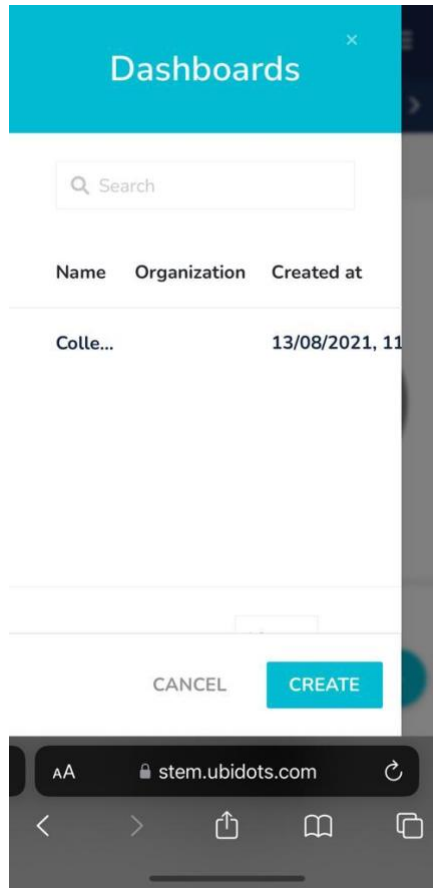 Dashboards
Search
Name Organization Created at
Colle... 13/08/2021, 11
CANCEL CREATE
AA stem.ubidots.com